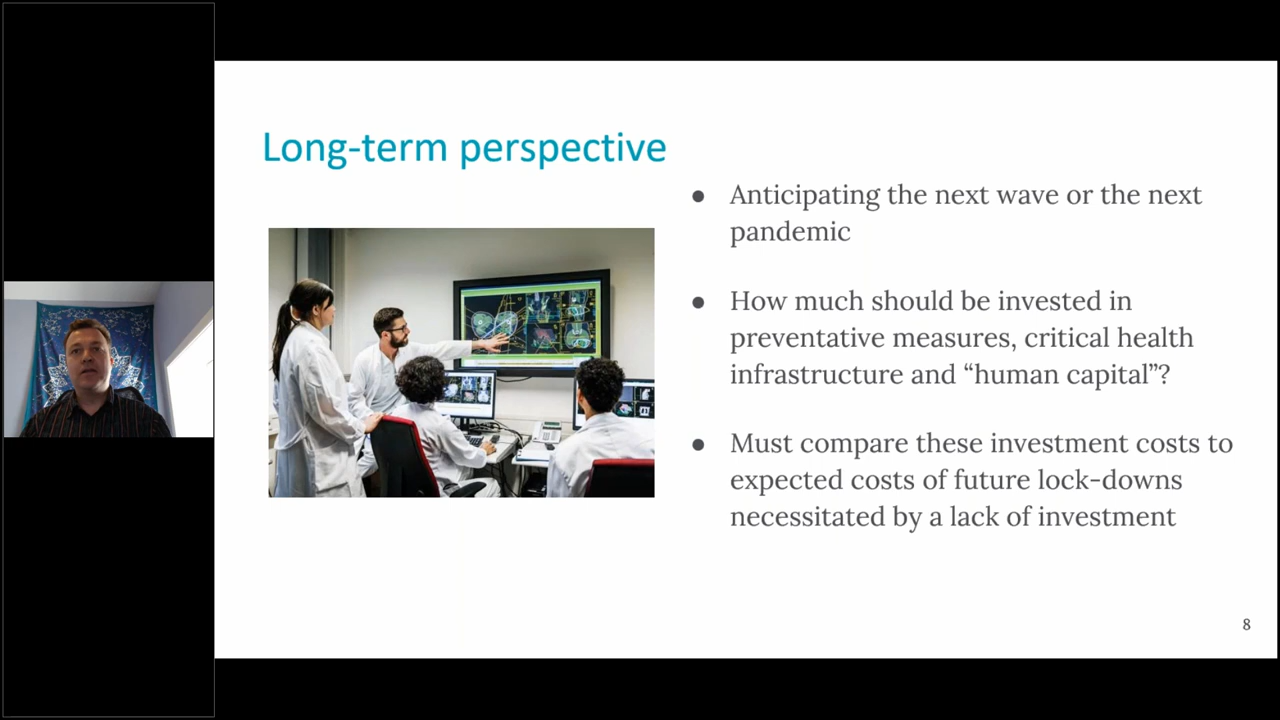 Long-term perspective
● Anticipating the next wave or the next
pandemic
● How much should be invested in
preventative measures, critical health
infrastructure and “human capital”?
● Must compare these investment costs to
expected costs of future lock-downs
necessitated by a lack of investment
8